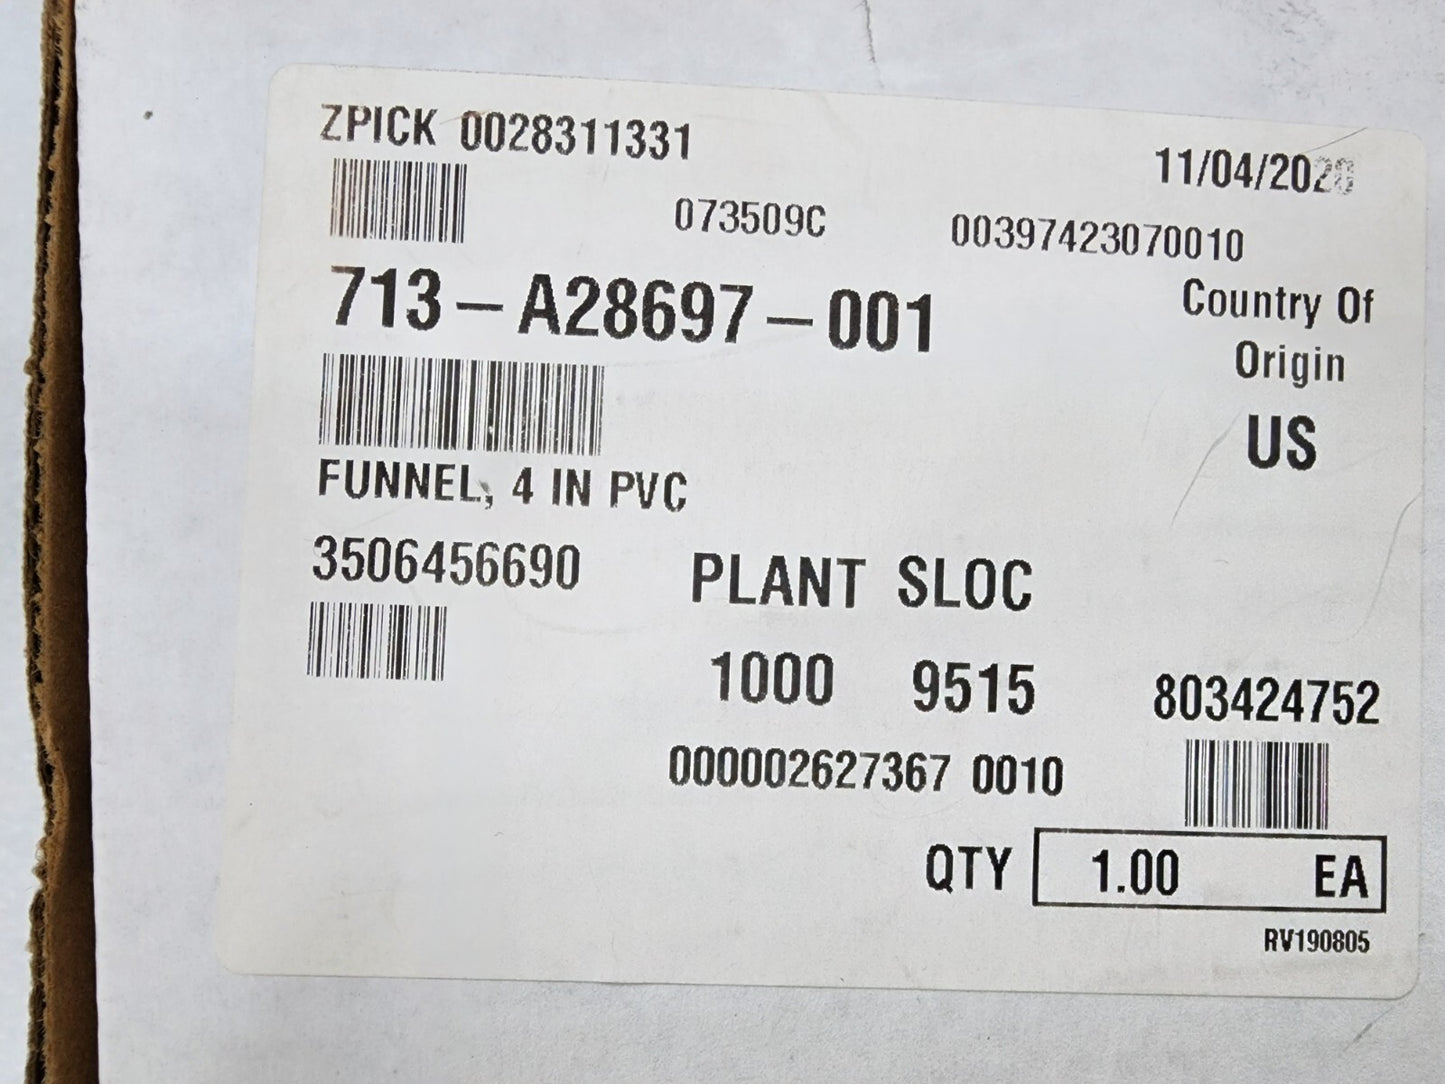 ZPICK 0028311331
11/04/2020
073509C
00397423070010
713-A28697-001
Country Of
Origin
US
FUNNEL, 4 IN PVC
3506456690
PLANT SLOC
1000 9515
803424752
000002627367 0010
QTY 1.00 EA
RV190805